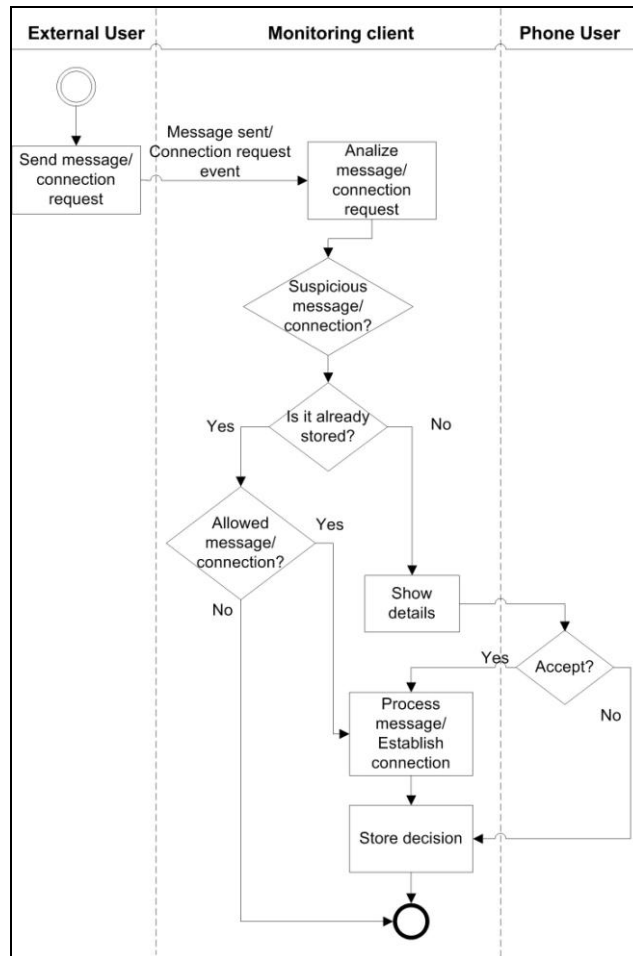 External User
Monitoring client
Phone User
Send message/
connection
request
Message sent/
Connection request
event
Analize
message/
connection
request
Suspicious
message/
connection?
Is it already
stored?
Yes
No
Allowed
message/
connection?
Yes
No
Show
details
Accept?
Yes
No
Process
message/
Establish
connection
Store decision